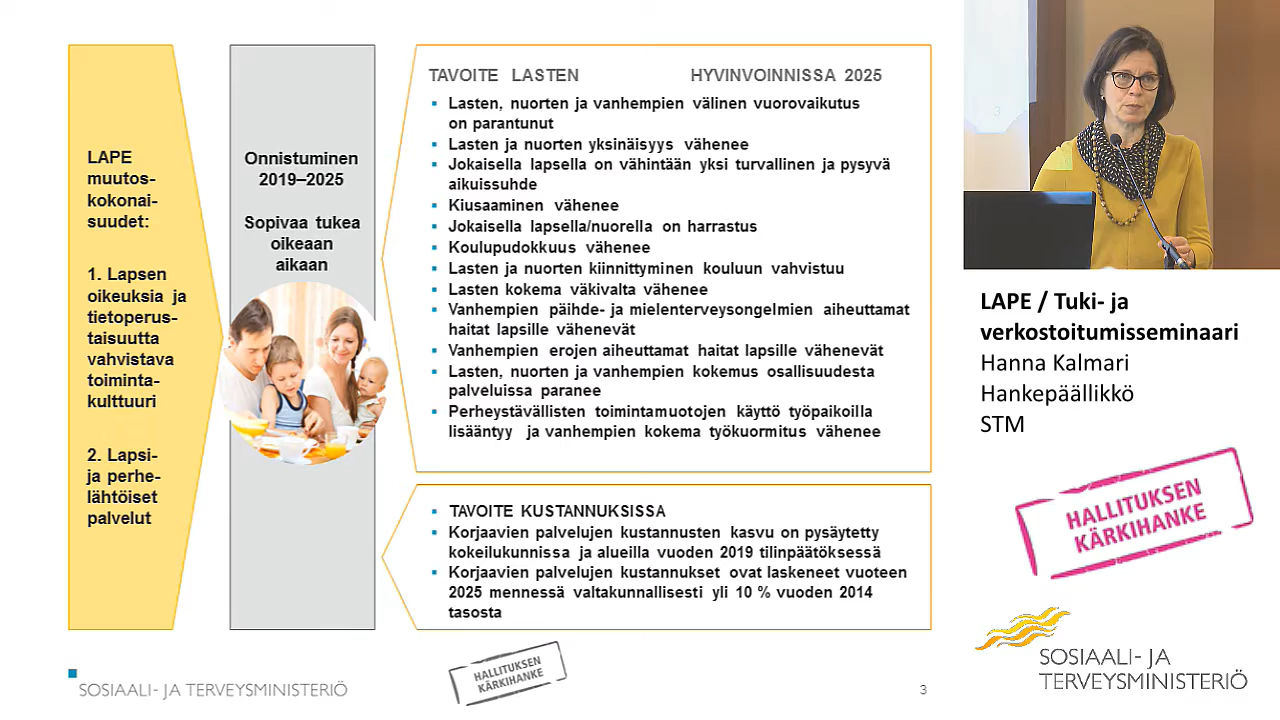 LAPE
muutos-
kokonai-
suudet:
1. Lapsen
oikeuksia ja
tietoperus-
taisuutta
vahvistava
toiminta-
kulttuuri
2. Lapsi-
ja perhe-
lähtöiset
palvelut
Onnistuminen
2019–2025
Sopivaa tukea
oikeaan
aikaan
TAVOITE LASTEN HYVINVOINNISSA 2025
Lasten, nuorten ja vanhempien välinen vuorovaikutus
on parantunut
Lasten ja nuorten yksinäisyys vähenee
Jokaisella lapsella on vähintään yksi turvallinen ja pysyvä
aikuissuhde
Kiusaaminen vähenee
Jokaisella lapsella/nuorella on harrastus
Koulupudokkuus vähenee
Lasten ja nuorten kiinnittyminen kouluun vahvistuu
Lasten kokema väkivalta vähenee
Vanhempien päihde- ja mielenterveysongelmien aiheuttamat
haitat lapsille vähenevät
Vanhempien erojen aiheuttamat haitat lapsille vähenevät
Lasten, nuorten ja vanhempien kokemus osallisuudesta
palveluissa paranee
Perheystävällisten toimintamuotojen käyttö työpaikoilla
lisääntyy ja vanhempien kokema työkuormitus vähenee
TAVOITE KUSTANNUKSISSA
Korjaavien palvelujen kustannusten kasvu on pysäytetty
kokeilukunnissa ja alueilla vuoden 2019 tilinpäätöksessä
Korjaavien palvelujen kustannukset ovat laskeneet vuoteen
2025 mennessä valtakunnallisesti yli 10 % vuoden 2014
tasosta
SOSIAALI- JA TERVEYSMINISTERIÖ
HALLITUKSEN
KÄRKIHANKE
3
3
LAPE / Tuki- ja
verkostoitumisseminaari
Hanna Kalmari
Hankepäällikkö
STM
HALLITUKSEN
KÄRKIHANKE
SOSIAALI- JA
TERVEYSMINISTERIÖ